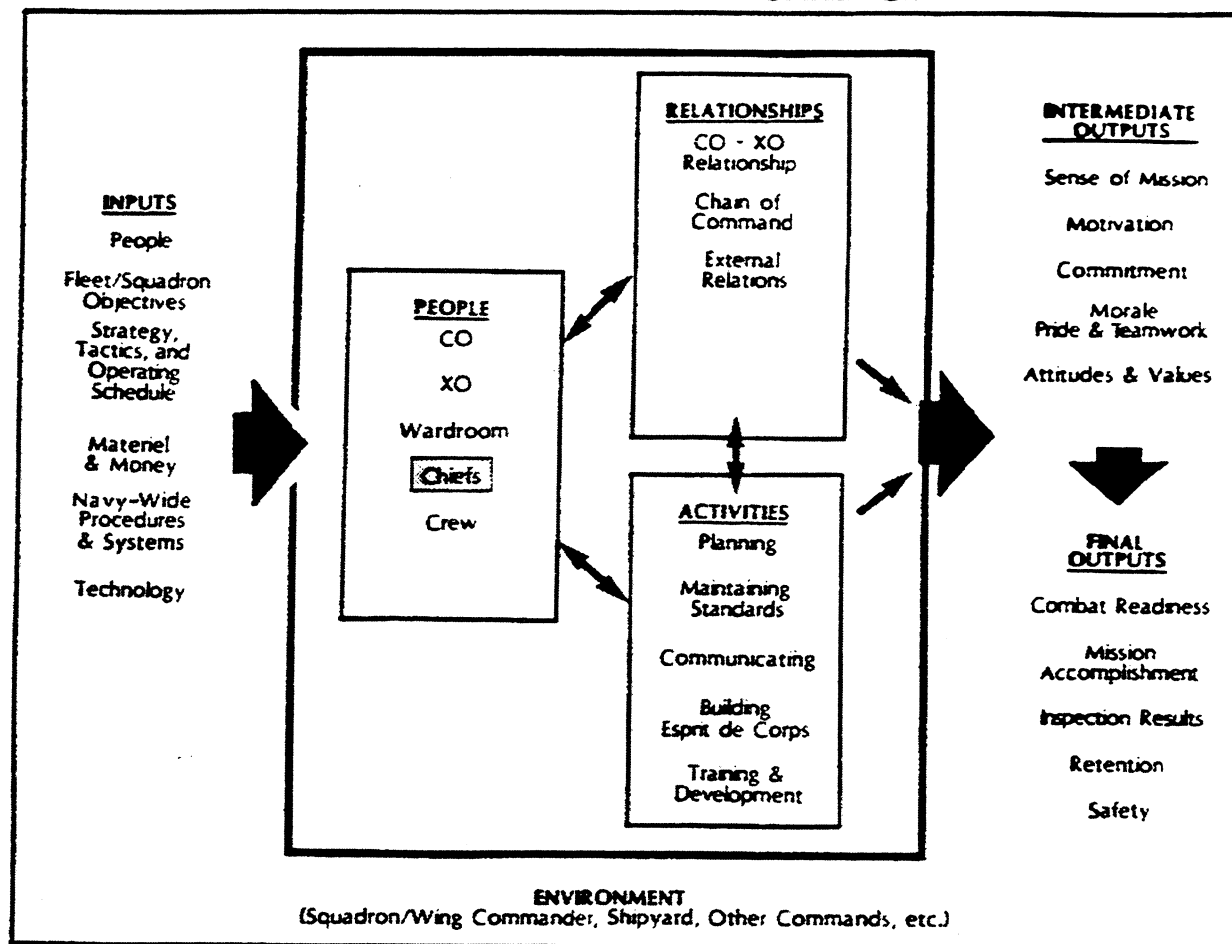 INPUTS
People
Fleet/Squadron
Objectives
Strategy,
Tactics, and
Operating
Schedule
Materiel
& Money
Navy-Wide
Procedures
& Systems
Technology
PEOPLE
CO
XO
Wardroom
Chiefs
Crew
RELATIONSHIPS
CO - XO
Relationship
Chain of
Command
External
Relations
ACTIVITIES
Planning
Maintaining
Standards
Communicating
Building
Esprit de Corps
Training &
Development
INTERMEDIATE
OUTPUTS
Sense of Mission
Motivation
Commitment
Morale
Pride & Teamwork
Attitudes & Values
FINAL
OUTPUTS
Combat Readiness
Mission
Accomplishment
Inspection Results
Retention
Safety
ENVIRONMENT
(Squadron/Wing Commander, Shipyard, Other Commands, etc.)